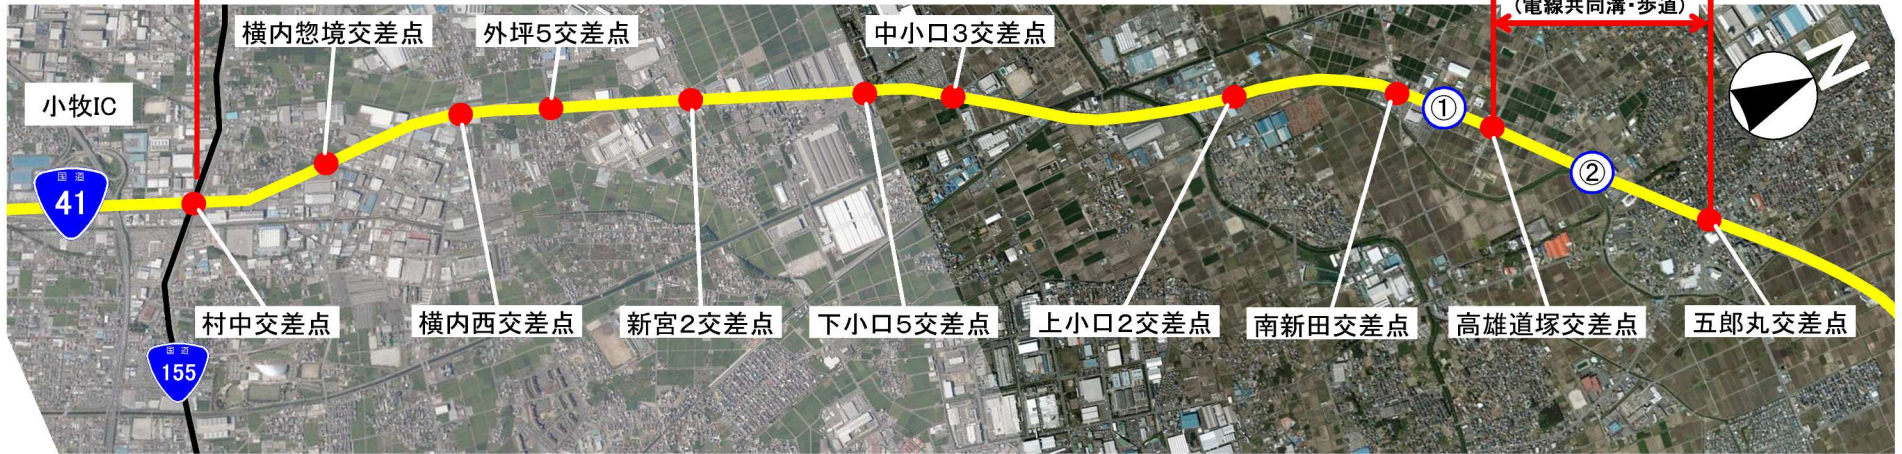 (電線共同溝・歩道)
横内惣境交差点
外坪5交差点
中小口3交差点
N
小牧IC
①
②
国道
41
村中交差点
横内西交差点
新宮2交差点
下小口5交差点
上小口2交差点
南新田交差点
高雄道塚交差点
五郎丸交差点
国道
155